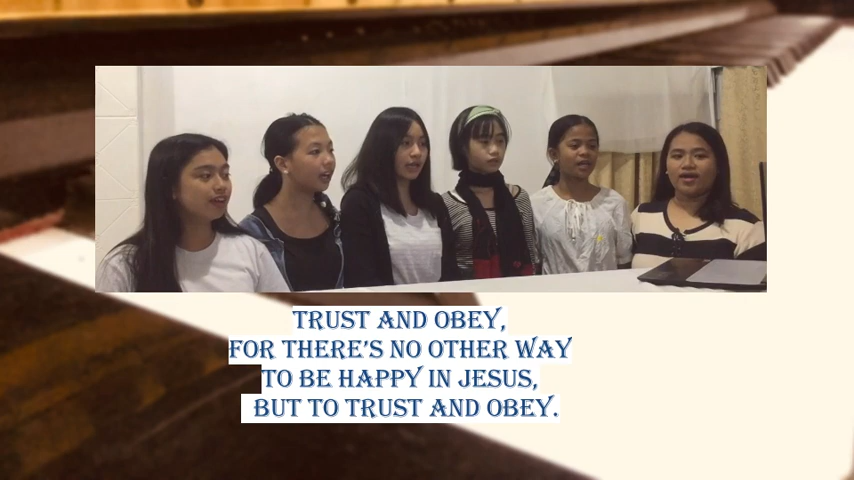 TRUST AND OBEY,
FOR THERE'S NO OTHER WAY
TO BE HAPPY IN JESUS,
BUT TO TRUST AND OBEY.